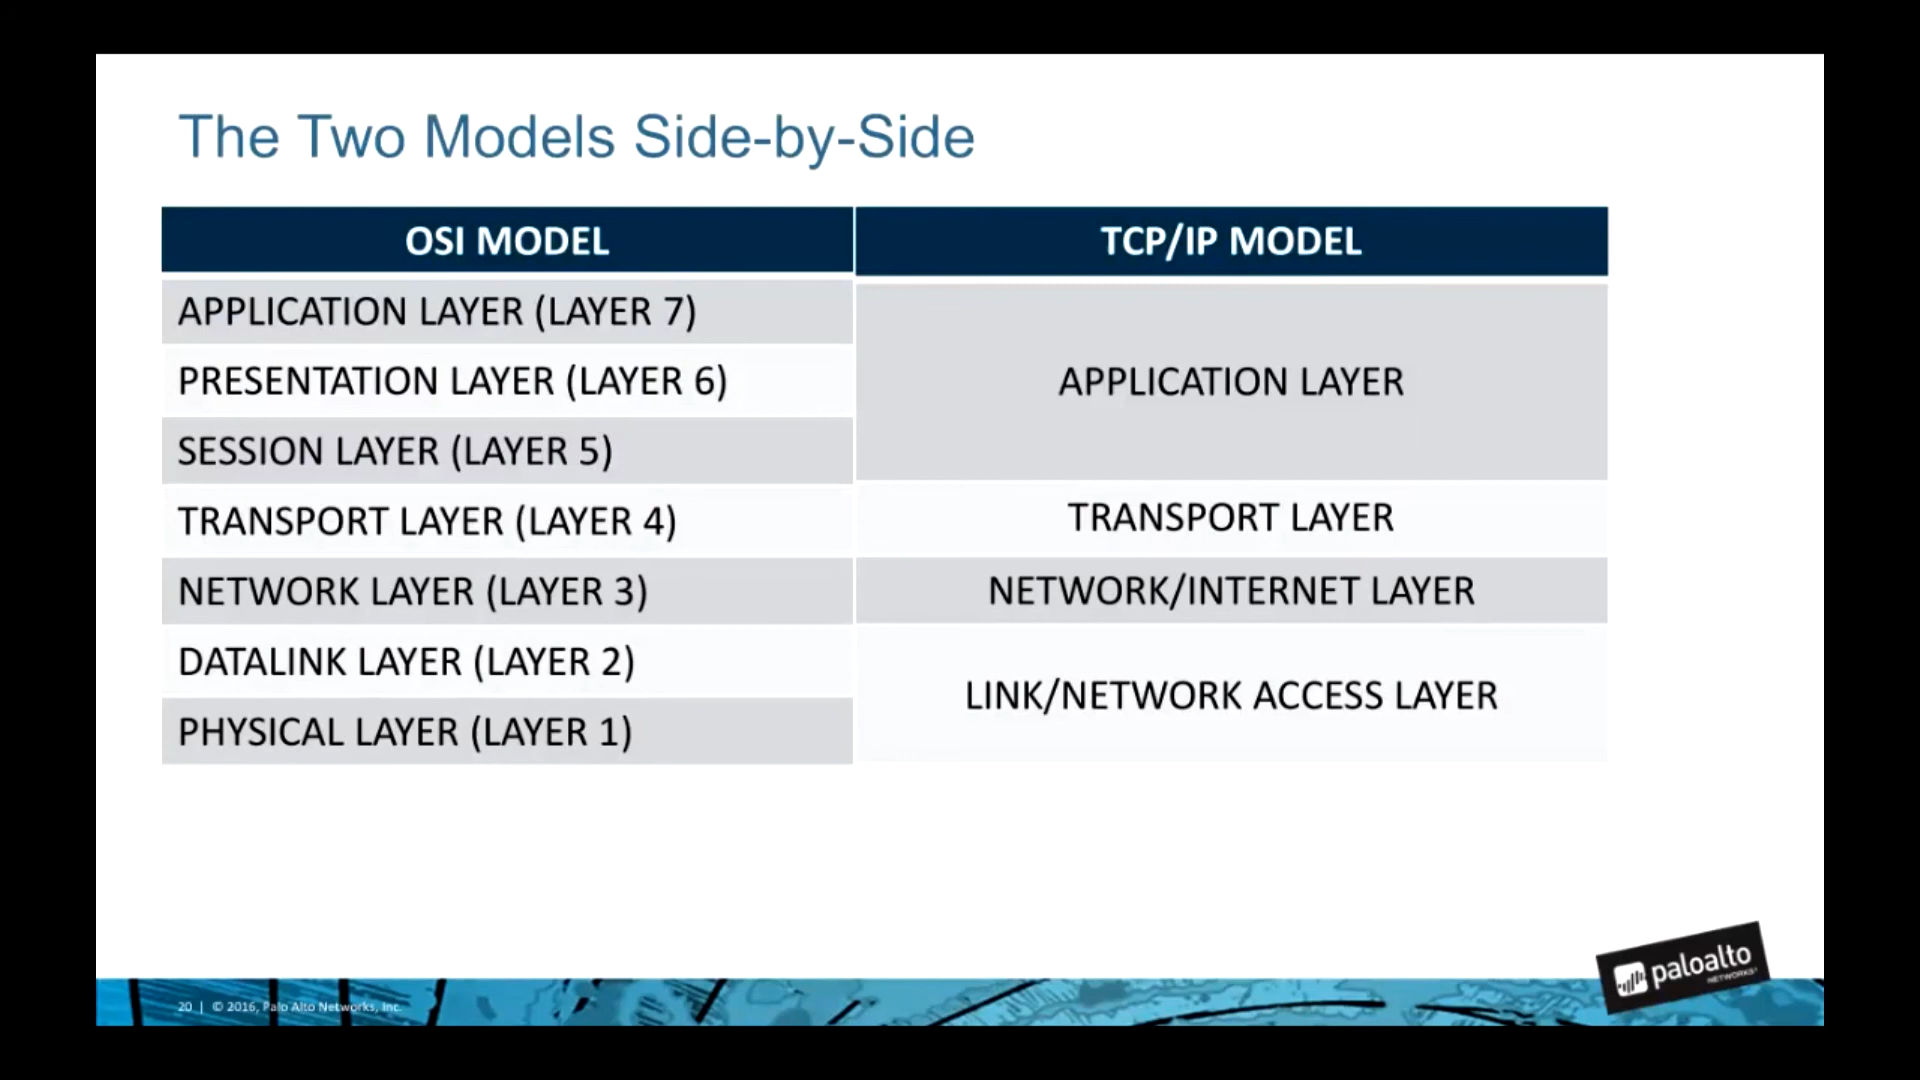 The Two Models Side-by-Side
OSI MODEL
TCP/IP MODEL
APPLICATION LAYER (LAYER 7)
PRESENTATION LAYER (LAYER 6)
SESSION LAYER (LAYER 5)
TRANSPORT LAYER (LAYER 4)
NETWORK LAYER (LAYER 3)
DATALINK LAYER (LAYER 2)
PHYSICAL LAYER (LAYER 1)
APPLICATION LAYER
TRANSPORT LAYER
NETWORK/INTERNET LAYER
LINK/NETWORK ACCESS LAYER
20 | © 2016, Palo Alto Networks, Inc.
paloalto
NETWORKS